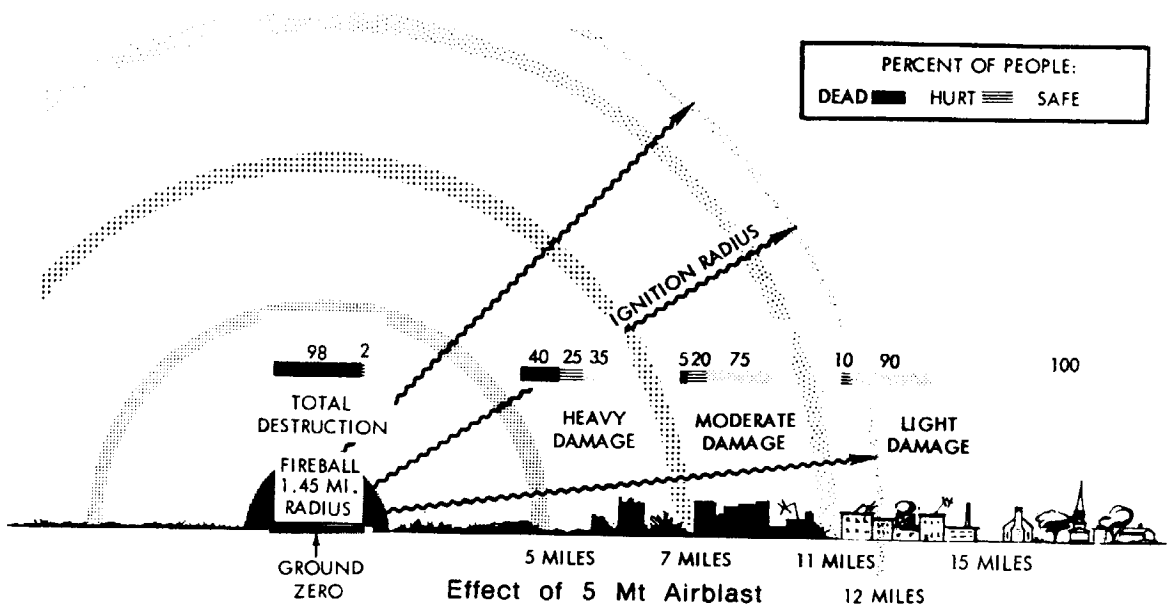 PERCENT OF PEOPLE:
DEAD HURT SAFE
IGNITION RADIUS
98 2
40 25 35
5 20 75
10 90
100
TOTAL
DESTRUCTION
HEAVY
DAMAGE
MODERATE
DAMAGE
LIGHT
DAMAGE
FIREBALL
1.45 MI.
RADIUS
5 MILES
7 MILES
11 MILES
15 MILES
GROUND
ZERO
12 MILES
Effect of 5 Mt Airblast